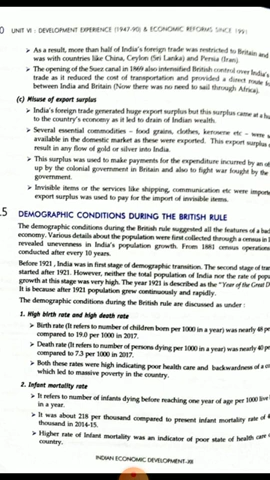 UNIT VI : DEVELOPMENT EXPERIENCE (1947-90) & ECONOMIC REFORMS SINCE 1991
➢ As a result, more than half of India's foreign trade was restricted to Britain and
was with countries like China, Ceylon (Sri Lanka) and Persia (Iran).
➢ The opening of the Suez canal in 1869 also intensified British control over India's
trade as it reduced the cost of transportation and provided a direct route f
between India and Britain (Now there was no need to sail through Africa).
(c) Misuse of export surplus
➢ India's foreign trade generated huge export surplus but this surplus came at a hu
to the country's economy as it led to drain of Indian wealth.
➢ Several essential commodities - food grains, clothes, kerosene etc – were s
available in the domestic market as these were exported. This export surplus
result in any flow of gold or silver into India.
➢ This surplus was used to make payments for the expenditure incurred by an of
up by the colonial government in Britain and also to fight war fought by the
government.
➢ Invisible items or the services like shipping, communication etc were importe
export surplus was used to pay for the import of invisible items.
.5 DEMOGRAPHIC CONDITIONS DURING THE BRITISH RULE
The demographic conditions during the British rule suggested all the features of a bac
economy. Various details about the population were first collected through a census in
revealed unevenness in India's population growth. From 1881 census operations
conducted after every 10 years.
Before 1921, India was in first stage of demographic transition. The second stage of tran
started after 1921. However, neither the total population of India nor the rate of popu
growth at this stage was very high. The year 1921 is described as the "Year of the Great D
It is because after 1921 population grew continuously and rapidly.
The demographic conditions during the British rule are discussed as under :
1. High birth rate and high death rate
➢ Birth rate (It refers to number of children born per 1000 in a year) was nearly 48 pe
compared to 19.0 per 1000 in 2017.
➢ Death rate (It refers to number of persons dying per 1000 in a year) was nearly 40 pe
compared to 7.3 per 1000 in 2017.
➢ Both these rates were high indicating poor health care and backwardness of a co
which led to massive poverty in the country.
2. Infant mortality rate
➢ It refers to number of infants dying before reaching one year of age per 1000 live
in a year.
➢ It was about 218 per thousand compared to present infant mortality rate of 4
thousand in 2014-15.
➢ Higher rate of Infant mortality was an indicator of poor state of health care
country.
INDIAN ECONOMIC DEVELOPMENT–XII